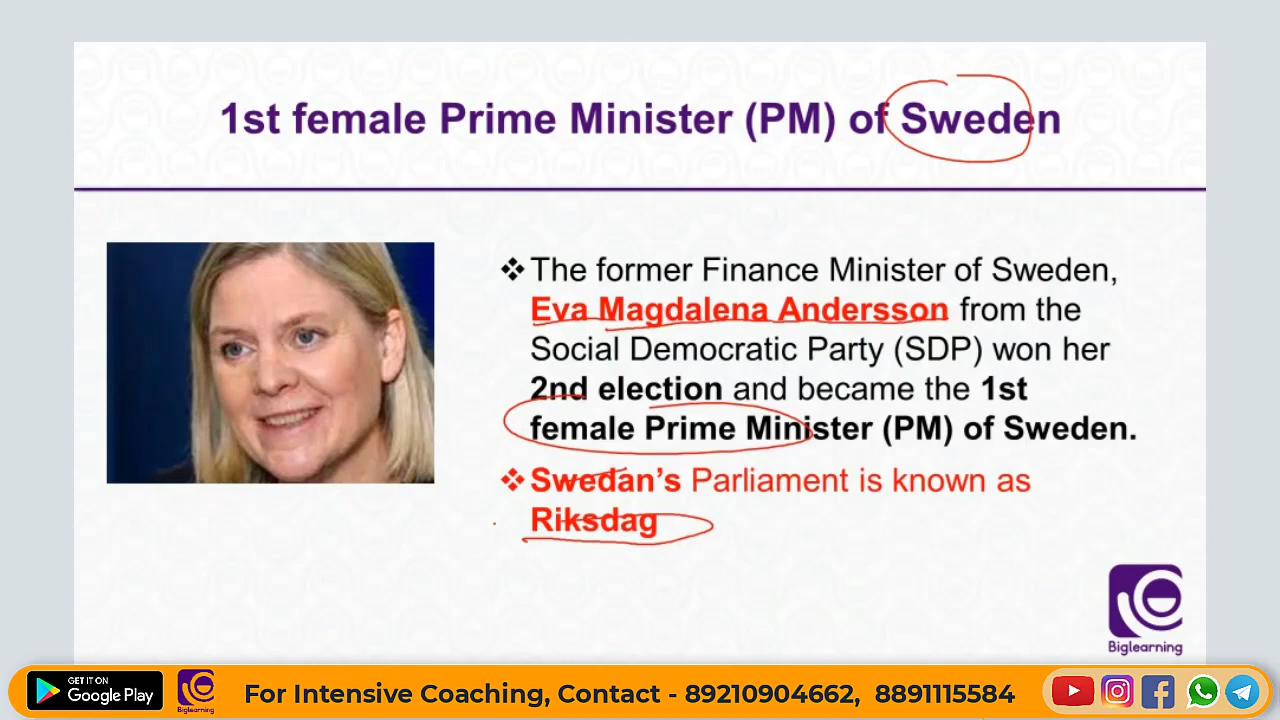 1st female Prime Minister (PM) of Sweden
❖ The former Finance Minister of Sweden,
Eva Magdalena Andersson from the
Social Democratic Party (SDP) won her
2nd election and became the 1st
female Prime Minister (PM) of Sweden.
❖ Swedan's Parliament is known as
Riksdag
Biglearning
GET IT ON
Google Play
Biglearning
For Intensive Coaching, Contact - 89210904662, 8891115584